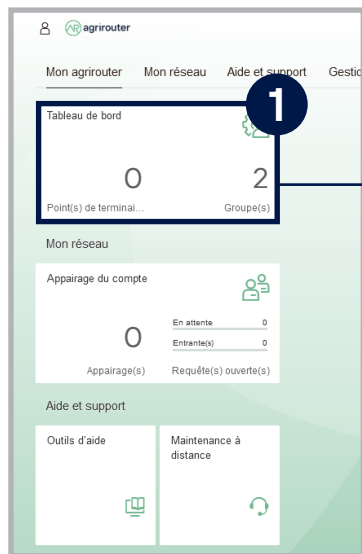 agrirouter
Mon agrirouter Mon réseau Aide et support Gestic
1
Tableau de bord
0 2
Point(s) de terminai... Groupe(s)
Mon réseau
Appairage du compte
En attente 0
0 Entrante(s) 0
Appairage(s) Requête(s) ouverte(s)
Aide et support
Outils d'aide Maintenance à
distance